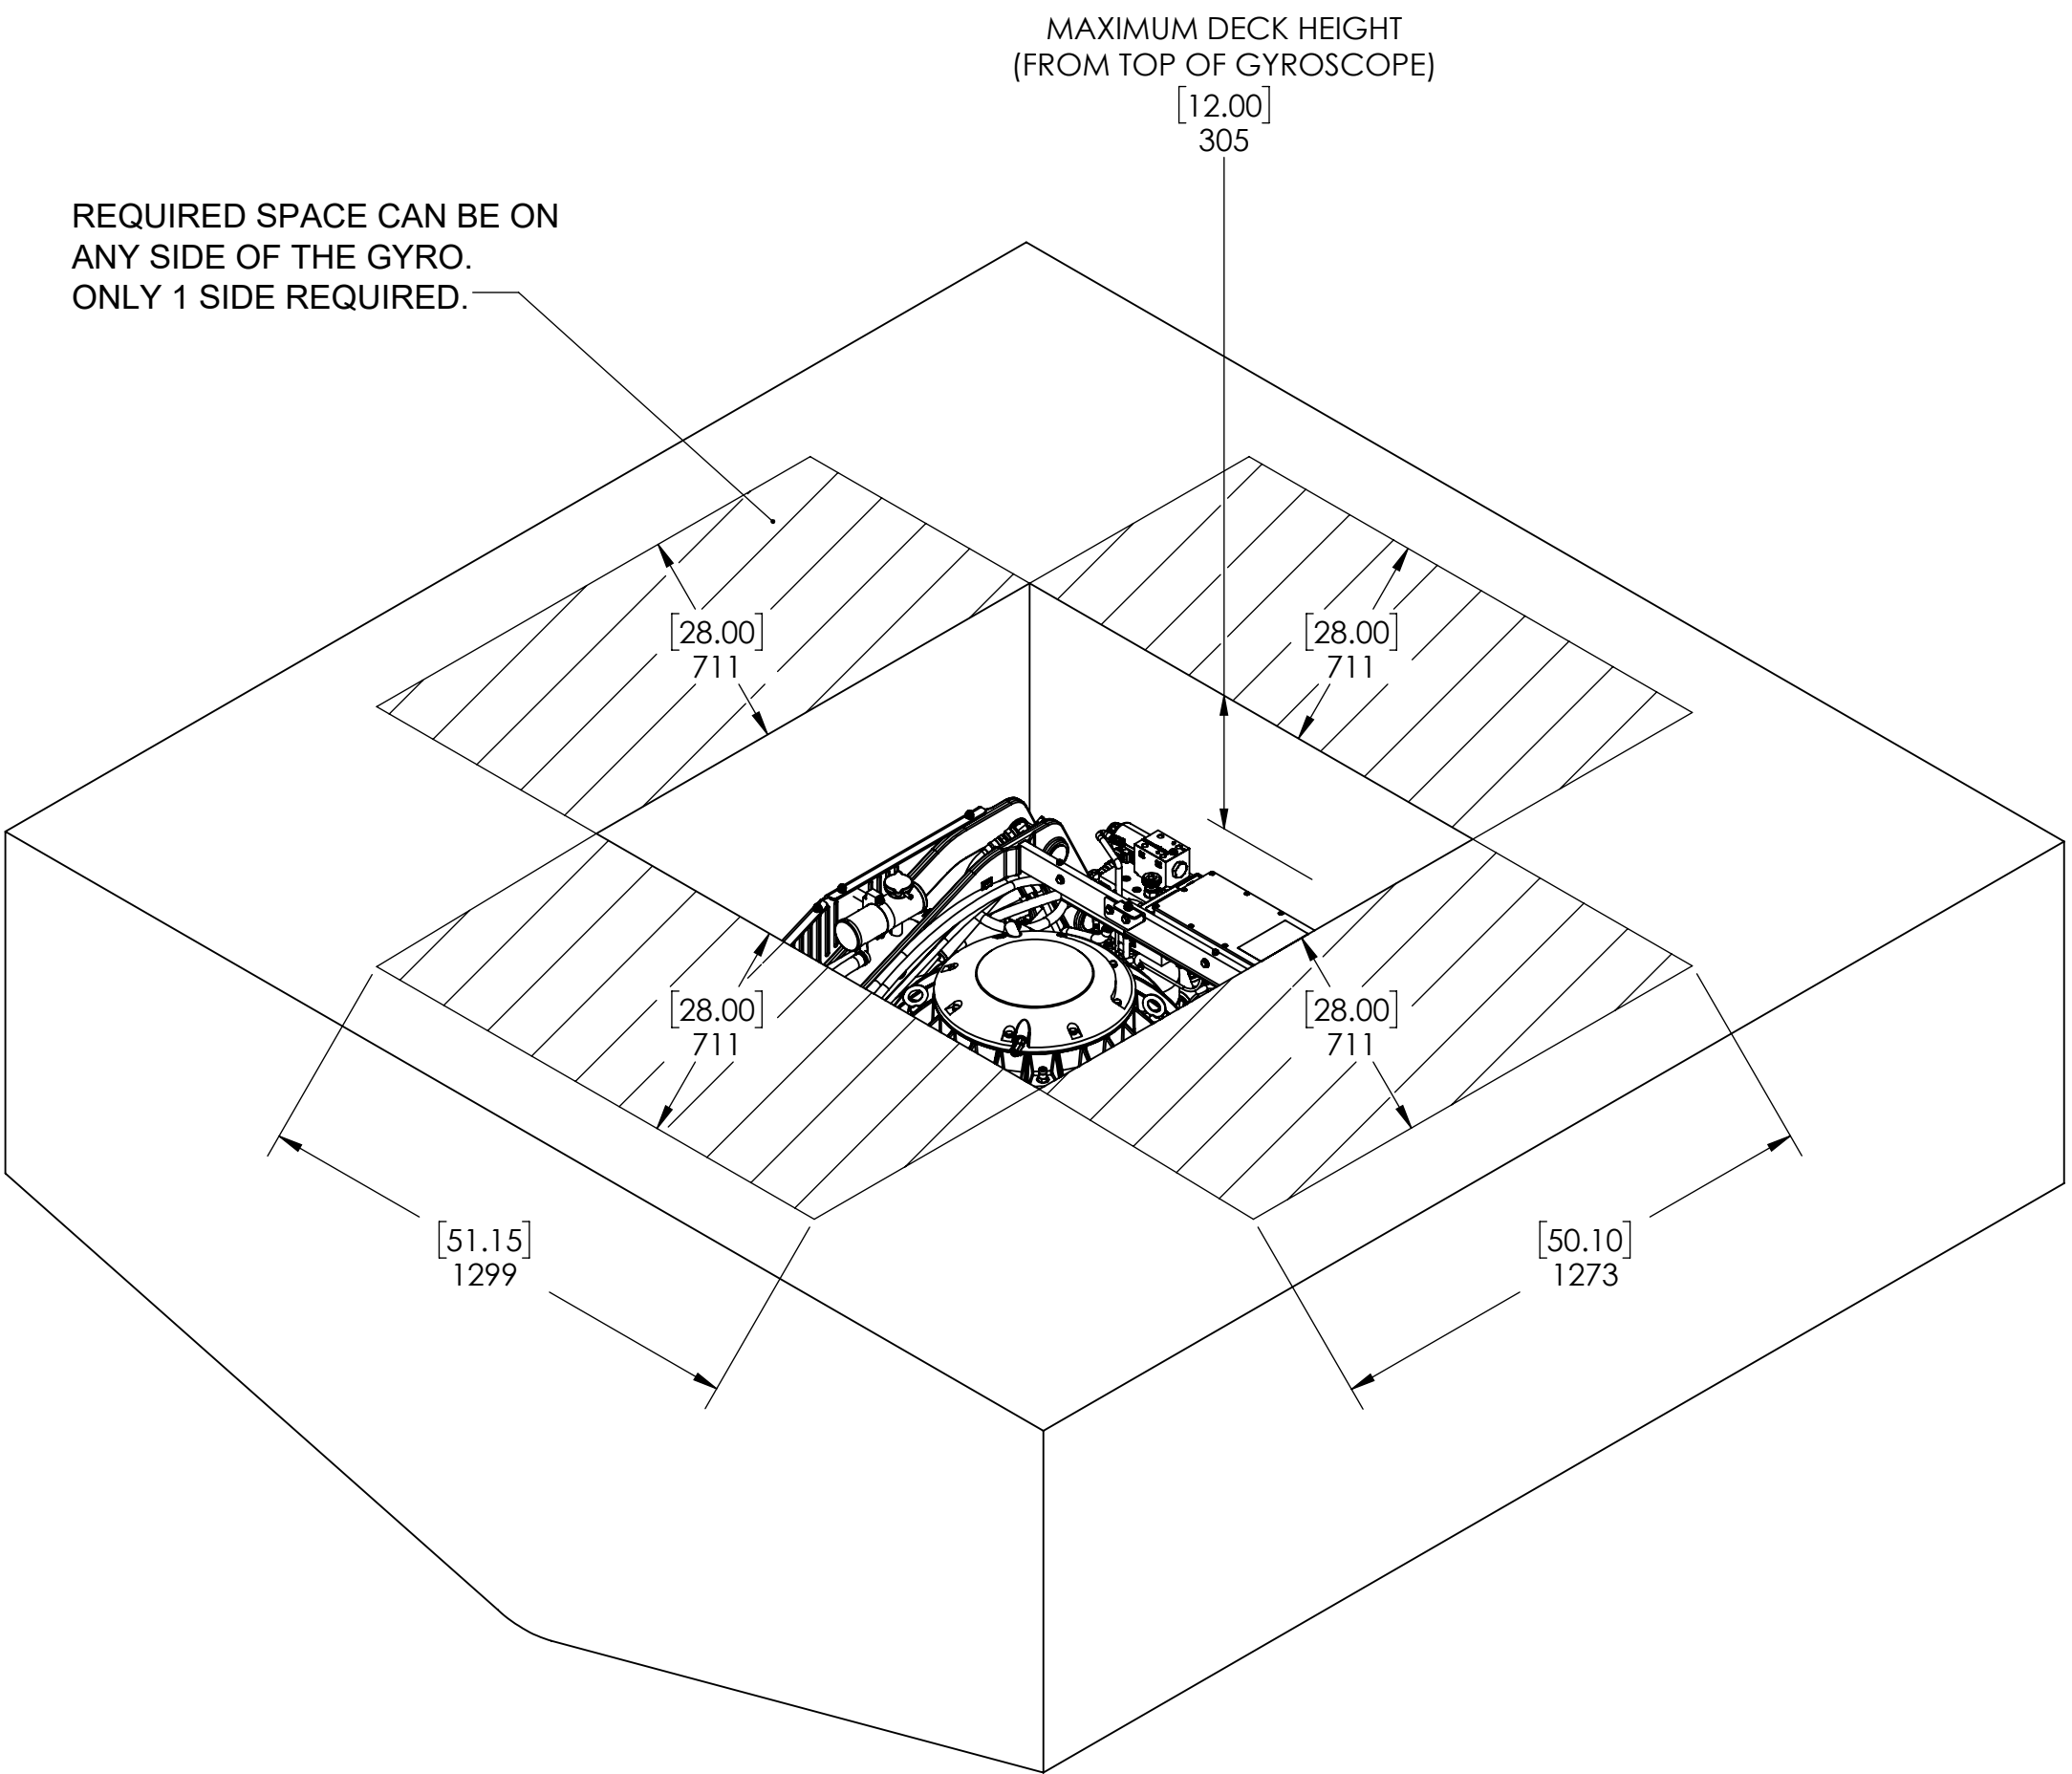 MAXIMUM DECK HEIGHT
(FROM TOP OF GYROSCOPE)
[12.00]
305
REQUIRED SPACE CAN BE ON
ANY SIDE OF THE GYRO.
ONLY 1 SIDE REQUIRED.
[28.00]
711
[28.00]
711
[28.00]
711
[28.00]
711
[51.15]
1299
[50.10]
1273